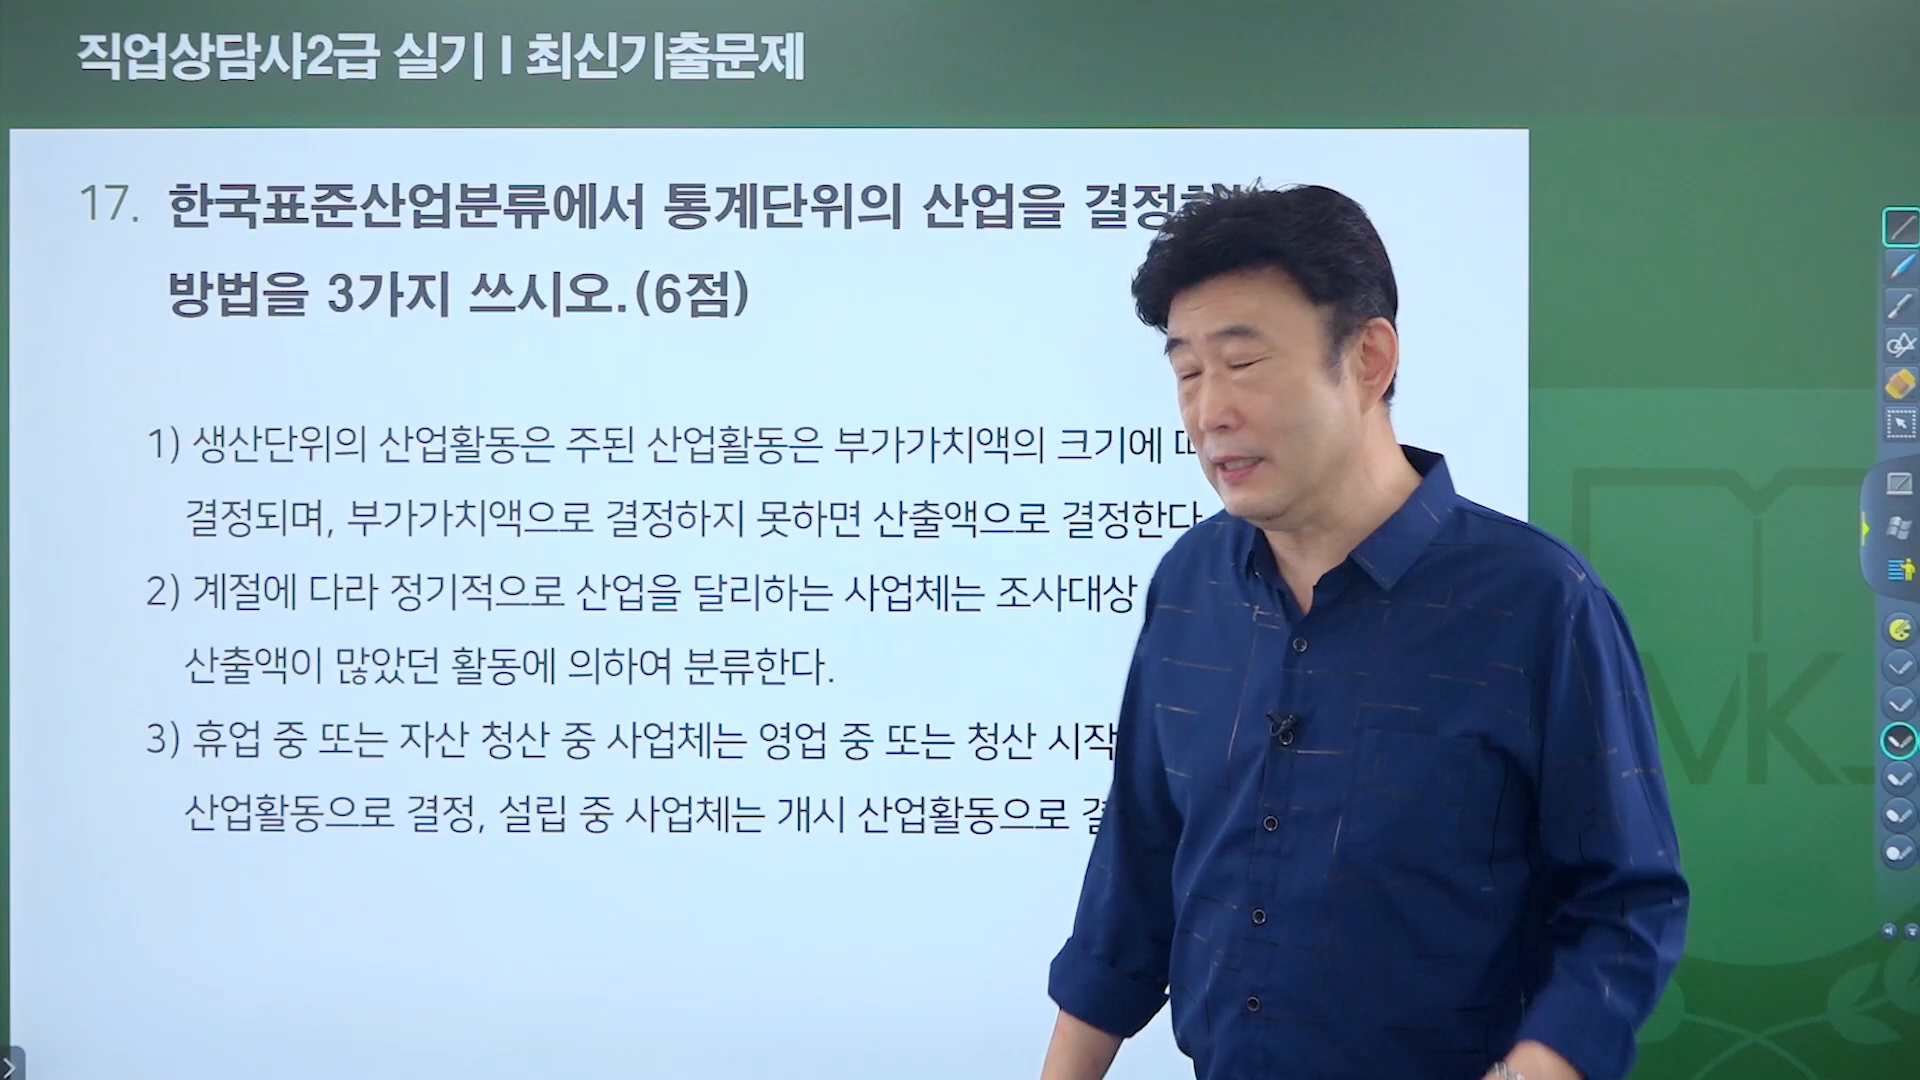 직업상담사2급 실기 I 최신기출문제
17. 한국표준산업분류에서 통계단위의 산업을
방법을 3가지 쓰시오.(6점)
1) 생산단위의 산업활동은 주된 산업활동은 부가가치액의 크기에
결정되며, 부가가치액으로 결정하지 못하면 산출액으로 결정한다
2) 계절에 다라 정기적으로 산업을 달리하는 사업체는 조사대상
산출액이 많았던 활동에 의하여 분류한다.
3) 휴업 중 또는 자산 청산 중 사업체는 영업 중 또는 청산 시작
산업활동으로 결정, 설립 중 사업체는 개시 산업활동으로